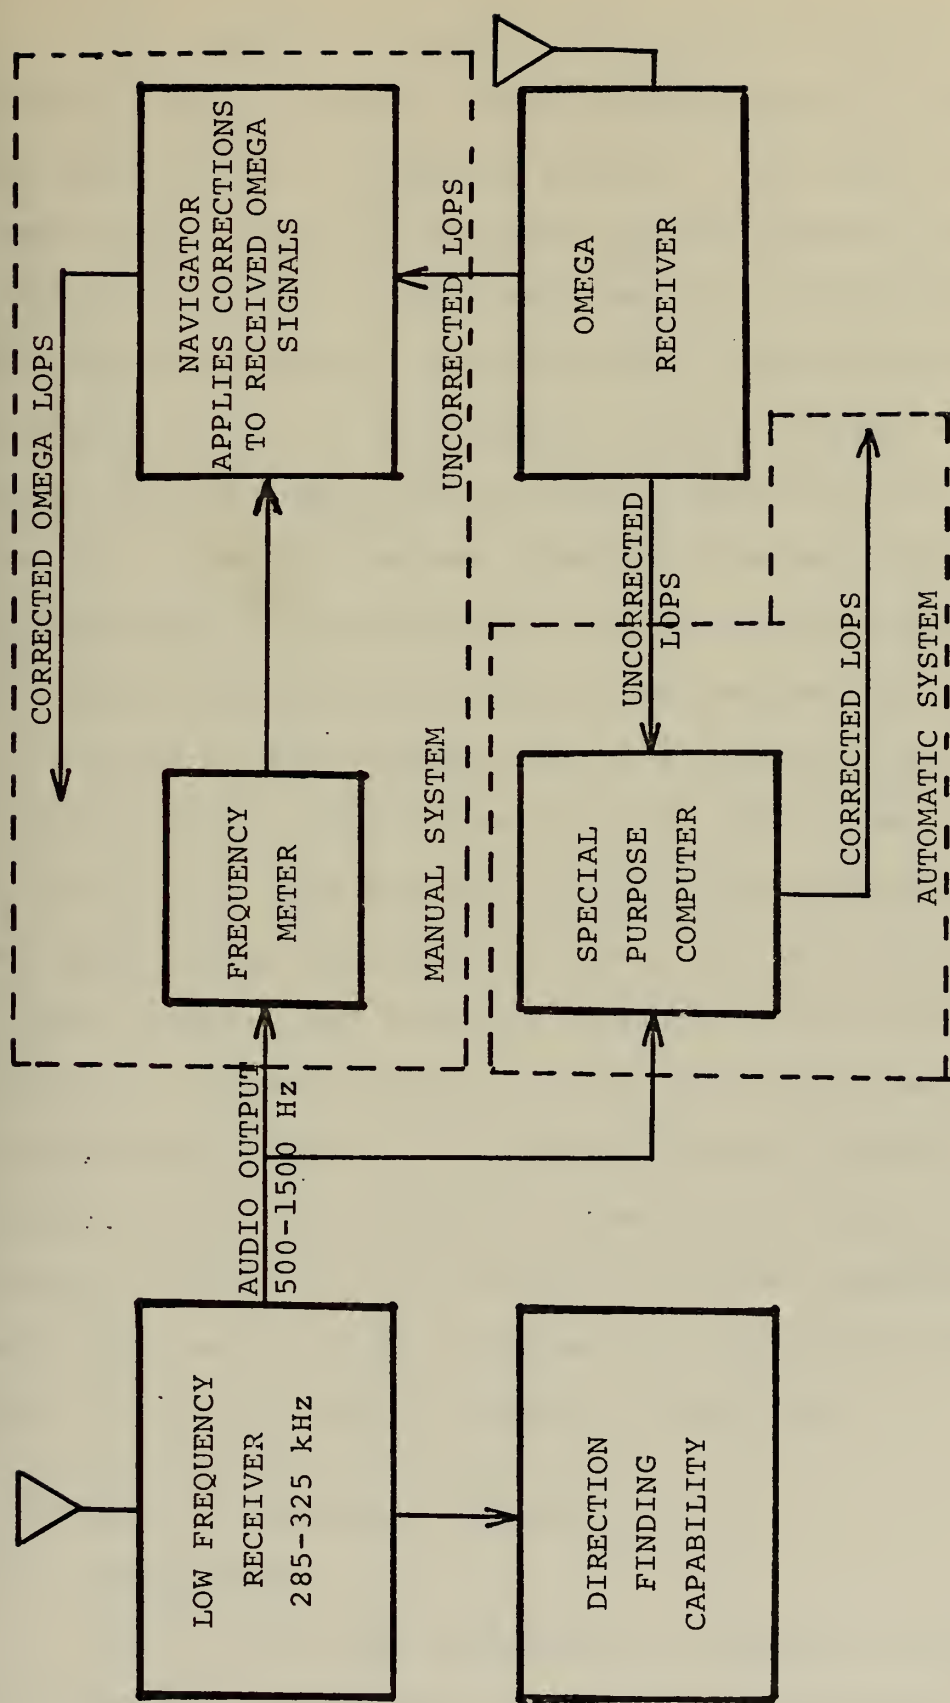 LOW FREQUENCY
RECEIVER
285-325 kHz
DIRECTION
FINDING
CAPABILITY
AUDIO OUTPUT
500-1500 Hz
FREQUENCY
METER
MANUAL SYSTEM
CORRECTED OMEGA LOPS
NAVIGATOR
APPLIES CORRECTIONS
TO RECEIVED OMEGA
SIGNALS
UNCORRECTED LOPS
OMEGA
RECEIVER
UNCORRECTED
LOPS
SPECIAL
PURPOSE
COMPUTER
CORRECTED LOPS
AUTOMATIC SYSTEM